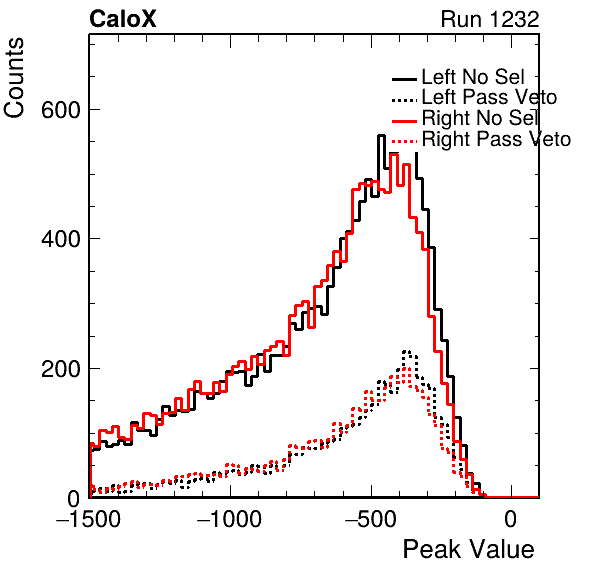 CaloX Run 1232
Counts
Left No Sel
Left Pass Veto
Right No Sel
Right Pass Veto
600
400
200
0
−1500 −1000 −500 0
Peak Value